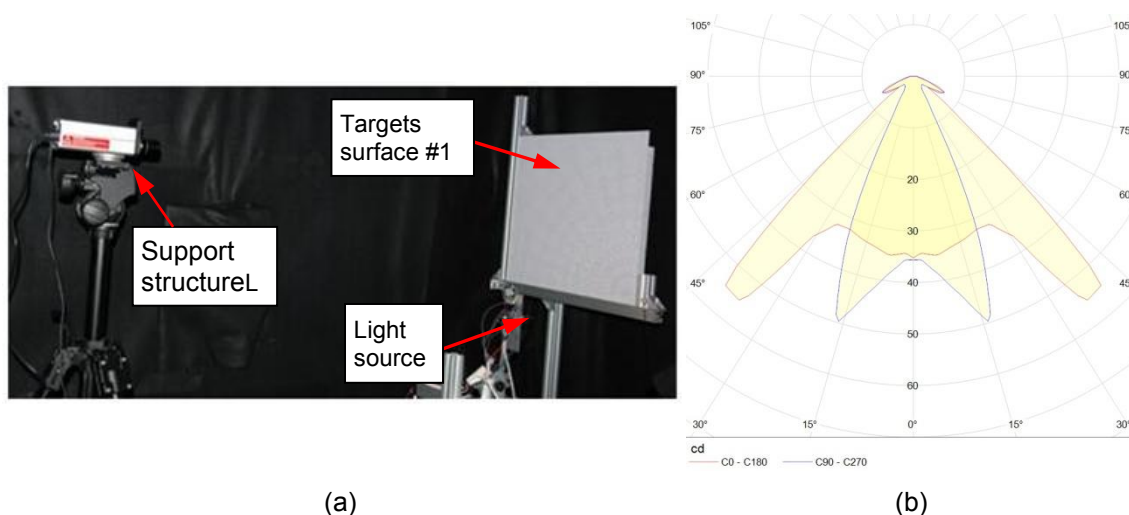 Targets
surface #1
Support
structureL
Light
source
(a)
105° 105°
90° 90°
75° 75°
60° 60°
45° 45°
20
30
40
50
60
30° 15° 0° 15° 30°
cd
C0 - C180 C90 - C270
(b)